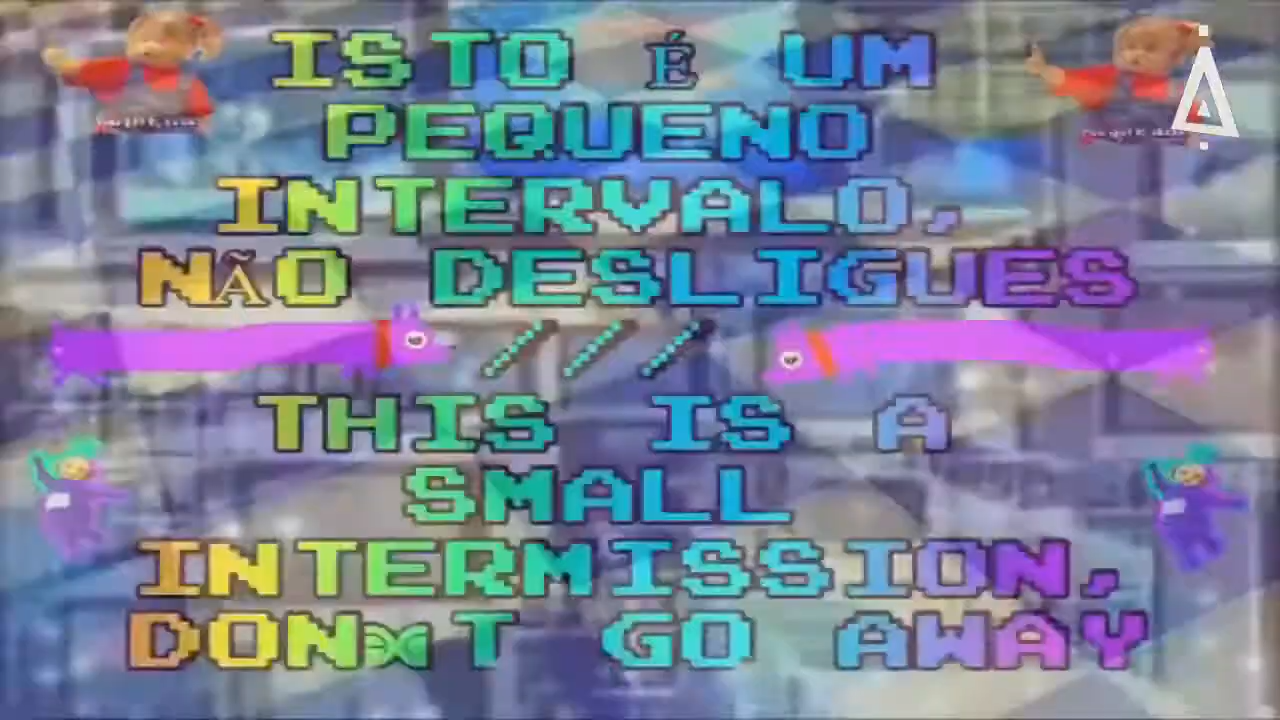 ISTO É UM
PEQUENO
INTERVALO,
NÃO DESLIGUES
///
THIS IS A
SMALL
INTERMISSION,
DON T GO AWAY